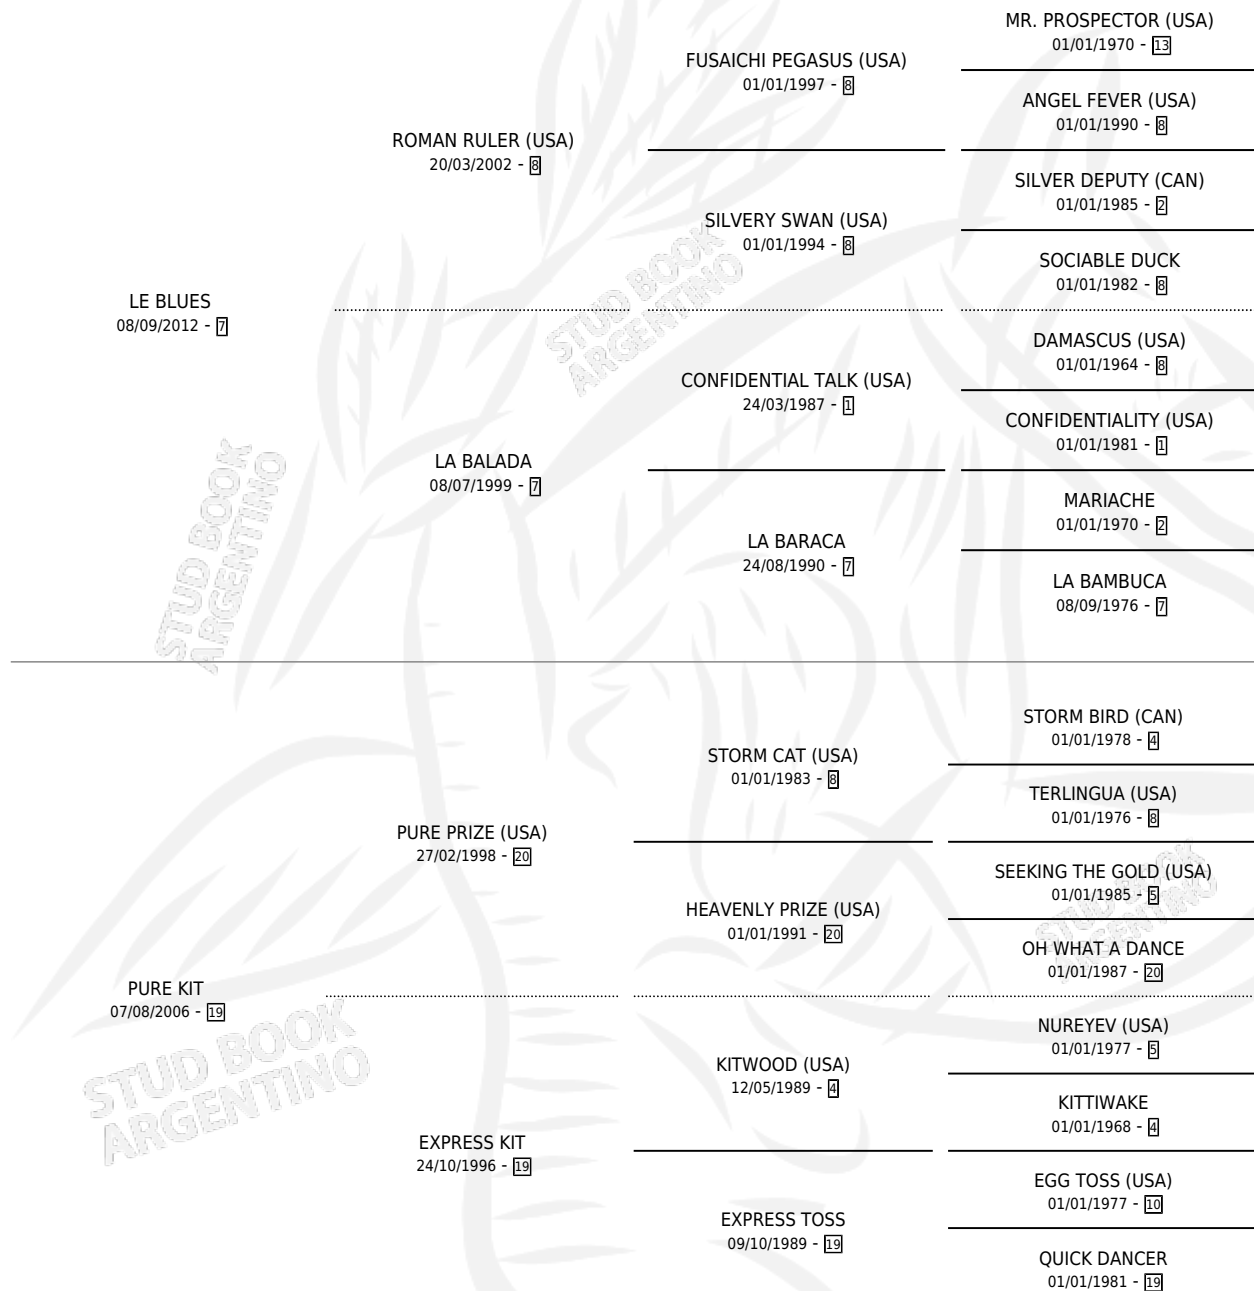 MR. PROSPECTOR (USA)
01/01/1970 - 13
FUSAICHI PEGASUS (USA)
01/01/1997 - 8
ANGEL FEVER (USA)
01/01/1990 - 8
ROMAN RULER (USA)
20/03/2002 - 8
SILVER DEPUTY (CAN)
01/01/1985 - 2
SILVERY SWAN (USA)
01/01/1994 - 8
SOCIABLE DUCK
01/01/1982 - 8
LE BLUES
08/09/2012 - 7
DAMASCUS (USA)
01/01/1964 - 8
CONFIDENTIAL TALK (USA)
24/03/1987 - 1
CONFIDENTIALITY (USA)
01/01/1981 - 1
LA BALADA
08/07/1999 - 7
MARIACHE
01/01/1970 - 2
LA BARACA
24/08/1990 - 7
LA BAMBUCA
08/09/1976 - 7
STORM BIRD (CAN)
01/01/1978 - 4
STORM CAT (USA)
01/01/1983 - 8
TERLINGUA (USA)
01/01/1976 - 8
PURE PRIZE (USA)
27/02/1998 - 20
SEEKING THE GOLD (USA)
01/01/1985 - 5
HEAVENLY PRIZE (USA)
01/01/1991 - 20
OH WHAT A DANCE
01/01/1987 - 20
PURE KIT
07/08/2006 - 19
NUREYEV (USA)
01/01/1977 - 5
KITWOOD (USA)
12/05/1989 - 4
KITTIWAKE
01/01/1968 - 4
EXPRESS KIT
24/10/1996 - 19
EGG TOSS (USA)
01/01/1977 - 10
EXPRESS TOSS
09/10/1989 - 19
QUICK DANCER
01/01/1981 - 19
STUD BOOK
ARGENTINO
STUD BOOK
ARGENTINO
STUD BOOK
ARGENTINO
STUD BOOK
ARGENTINO